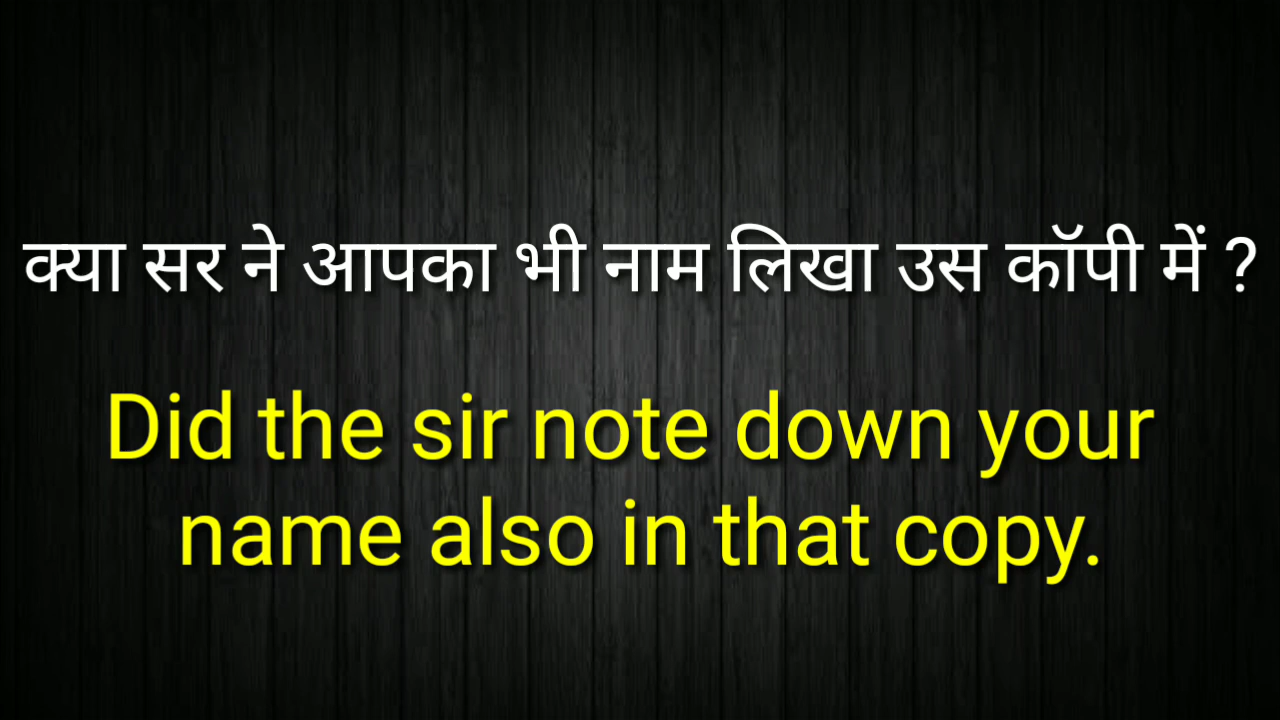 क्या सर ने आपका भी नाम लिखा उस कॉपी में ?
Did the sir note down your
name also in that copy.